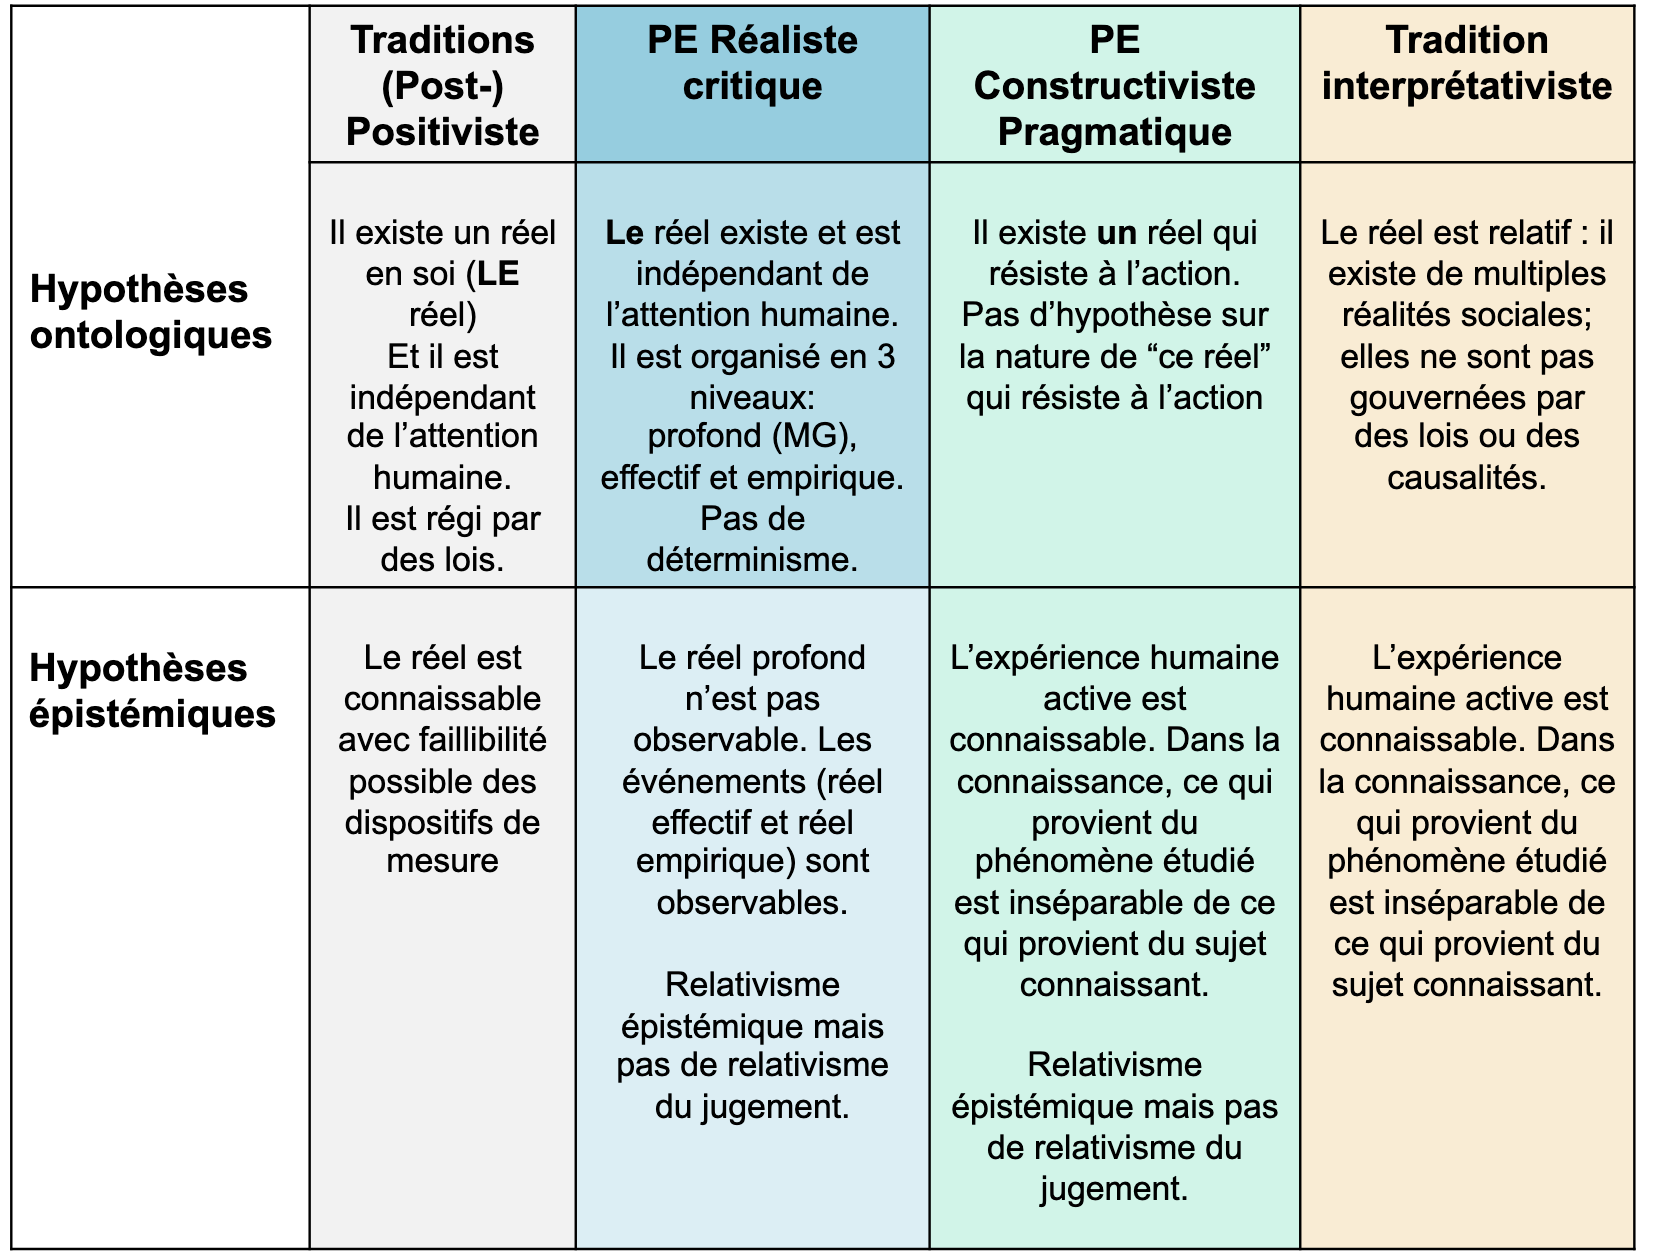 Traditions
(Post-)
Positiviste
PE Réaliste
critique
PE
Constructiviste
Pragmatique
Tradition
interprétativiste
Hypothèses
ontologiques
Il existe un réel
en soi (LE
réel)
Et il est
indépendant
de l’attention
humaine.
Il est régi par
des lois.
Le réel existe et est
indépendant de
l’attention humaine.
Il est organisé en 3
niveaux:
profond (MG),
effectif et empirique.
Pas de
déterminisme.
Il existe un réel qui
résiste à l’action.
Pas d’hypothèse sur
la nature de “ce réel”
qui résiste à l’action
Le réel est relatif : il
existe de multiples
réalités sociales;
elles ne sont pas
gouvernées par
des lois ou des
causalités.
Hypothèses
épistémiques
Le réel est
connaissable
avec faillibilité
possible des
dispositifs de
mesure
Le réel profond
n’est pas
observable. Les
événements (réel
effectif et réel
empirique) sont
observables.
Relativisme
épistémique mais
pas de relativisme
du jugement.
L’expérience humaine
active est
connaissable. Dans la
connaissance, ce qui
provient du
phénomène étudié
est inséparable de ce
qui provient du sujet
connaissant.
Relativisme
épistémique mais pas
de relativisme du
jugement.
L’expérience
humaine active est
connaissable. Dans
la connaissance, ce
qui provient du
phénomène étudié
est inséparable de
ce qui provient du
sujet connaissant.